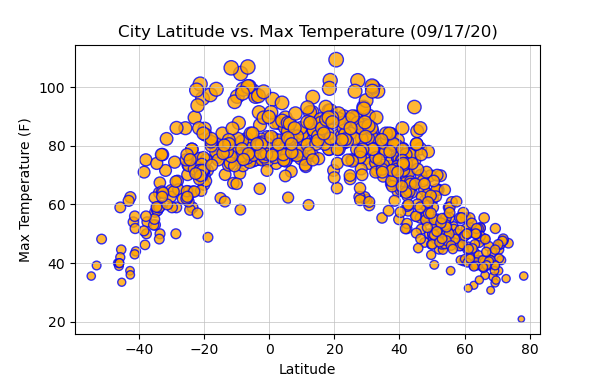 City Latitude vs. Max Temperature (09/17/20)
Max Temperature (F)
100
80
60
40
20
−40 −20 0 20 40 60 80
Latitude